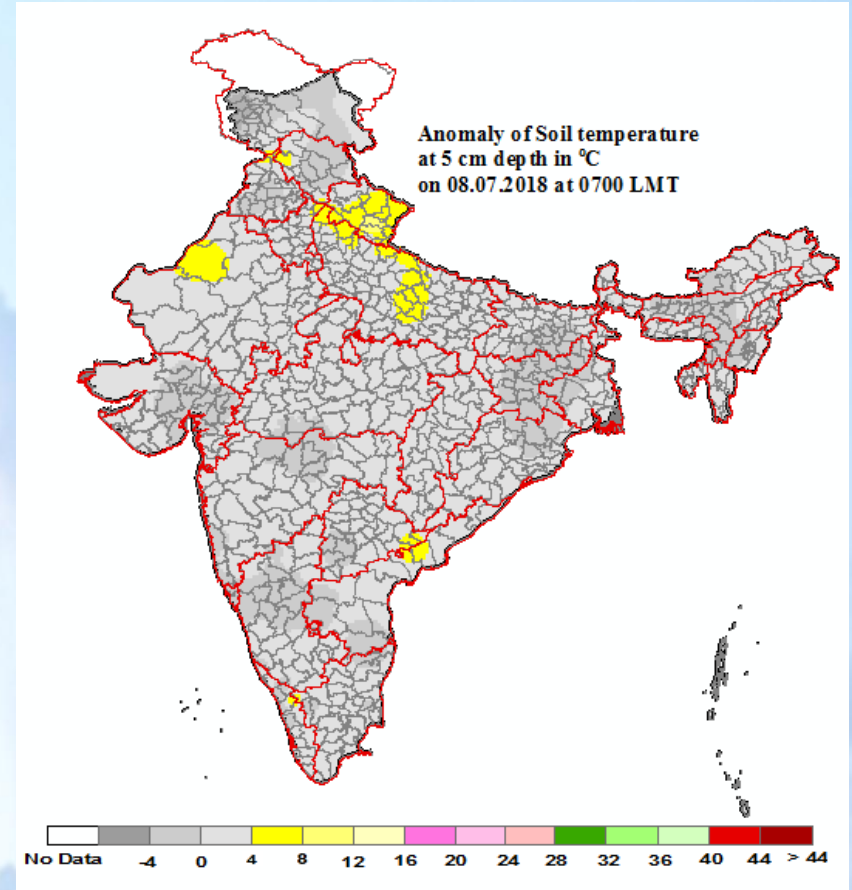 Anomaly of Soil temperature
at 5 cm depth in °C
on 08.07.2018 at 0700 LMT
No Data -4 0 4 8 12 16 20 24 28 32 36 40 44 > 44